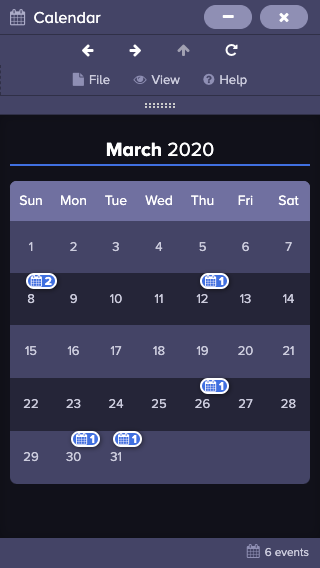 Calendar
File View Help
March 2020
Sun Mon Tue Wed Thu Fri Sat
1 2 3 4 5 6 7
2 1
8 9 10 11 12 13 14
15 16 17 18 19 20 21
1
22 23 24 25 26 27 28
1 1
29 30 31
6 events